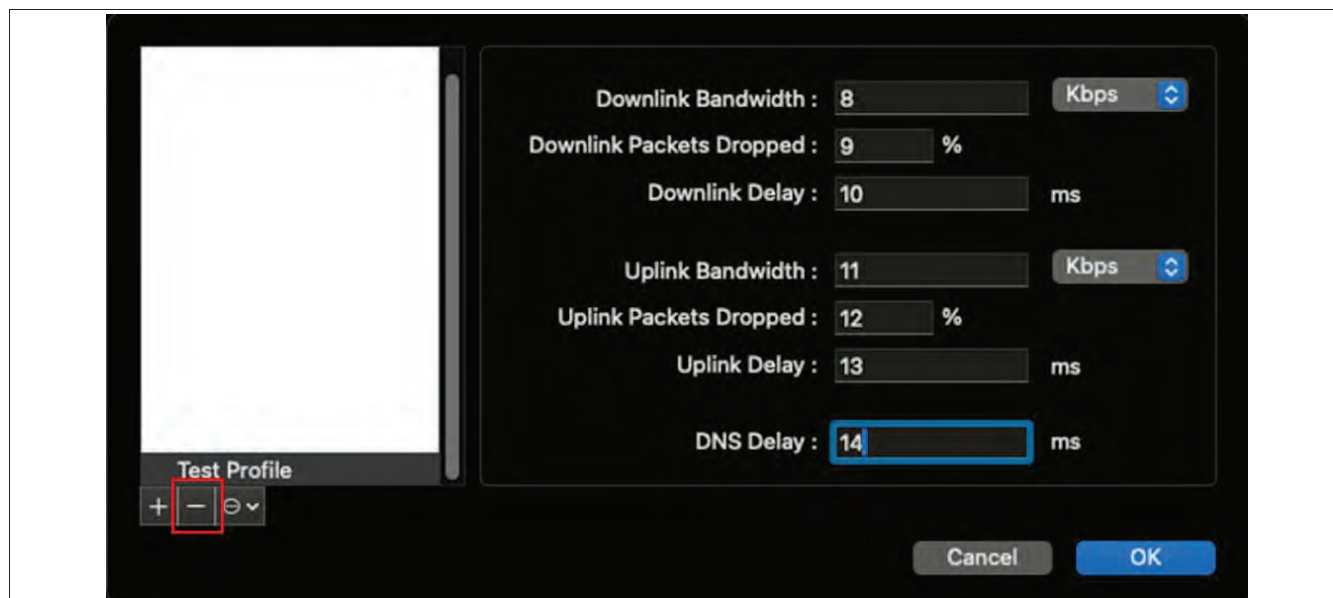 Downlink Bandwidth : 8 Kbps
Downlink Packets Dropped : 9 %
Downlink Delay : 10 ms
Uplink Bandwidth : 11 Kbps
Uplink Packets Dropped : 12 %
Uplink Delay : 13 ms
DNS Delay : 14 ms
Test Profile
+ − ⊝
Cancel OK